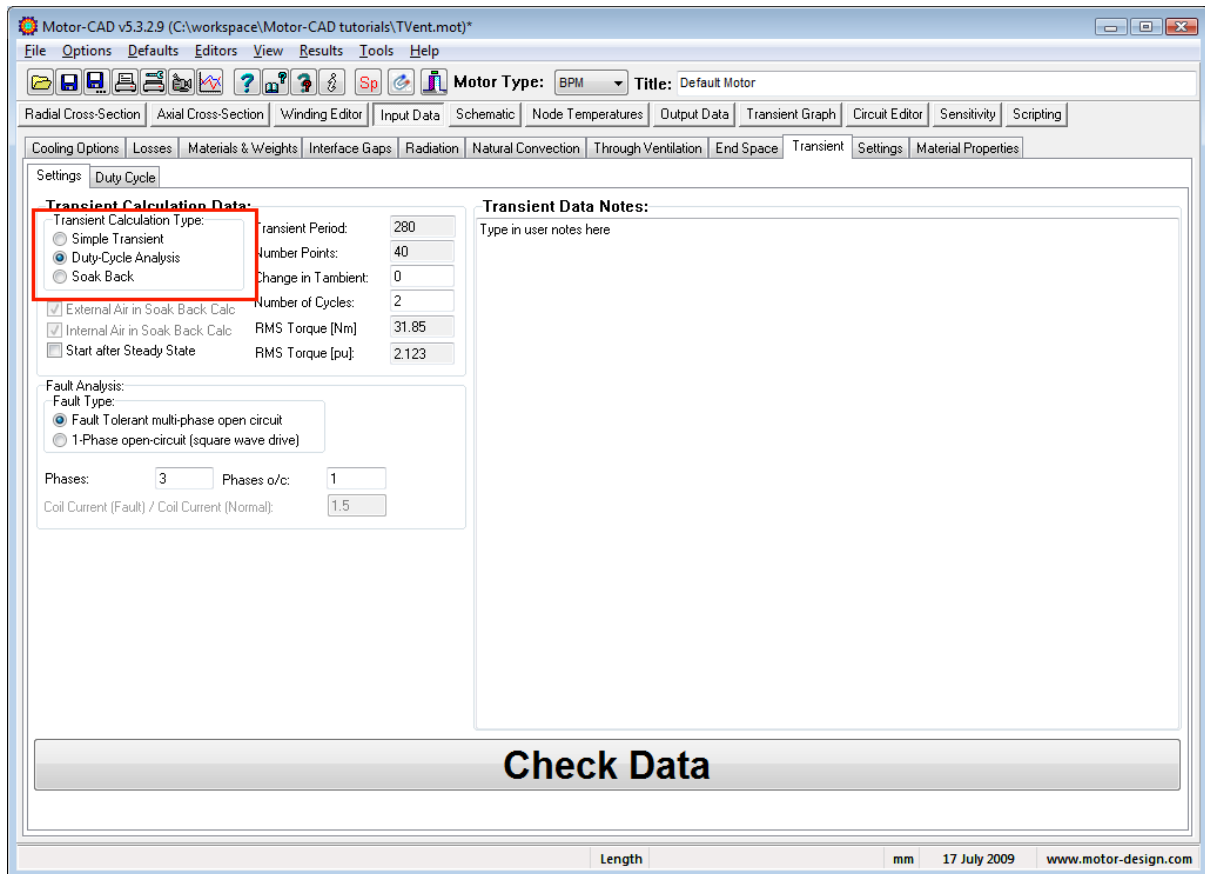 Motor-CAD v5.3.2.9 (C:\workspace\Motor-CAD tutorials\TVent.mot)*
File Options Defaults Editors View Results Tools Help
Sp Motor Type: BPM Title: Default Motor
Radial Cross-Section Axial Cross-Section Winding Editor Input Data Schematic Node Temperatures Output Data Transient Graph Circuit Editor Sensitivity Scripting
Cooling Options Losses Materials & Weights Interface Gaps Radiation Natural Convection Through Ventilation End Space Transient Settings Material Properties
Settings Duty Cycle
Transient Calculation Data:
Transient Calculation Type:
Simple Transient
Duty-Cycle Analysis
Soak Back
External Air in Soak Back Calc
Internal Air in Soak Back Calc
Start after Steady State
Transient Period: 280
Number Points: 40
Change in Tambient: 0
Number of Cycles: 2
RMS Torque [Nm] 31.85
RMS Torque [pu]: 2.123
Fault Analysis:
Fault Type:
Fault Tolerant multi-phase open circuit
1-Phase open-circuit (square wave drive)
Phases: 3 Phases o/c: 1
Coil Current (Fault) / Coil Current (Normal): 1.5
Transient Data Notes:
Type in user notes here
Check Data
Length mm 17 July 2009 www.motor-design.com